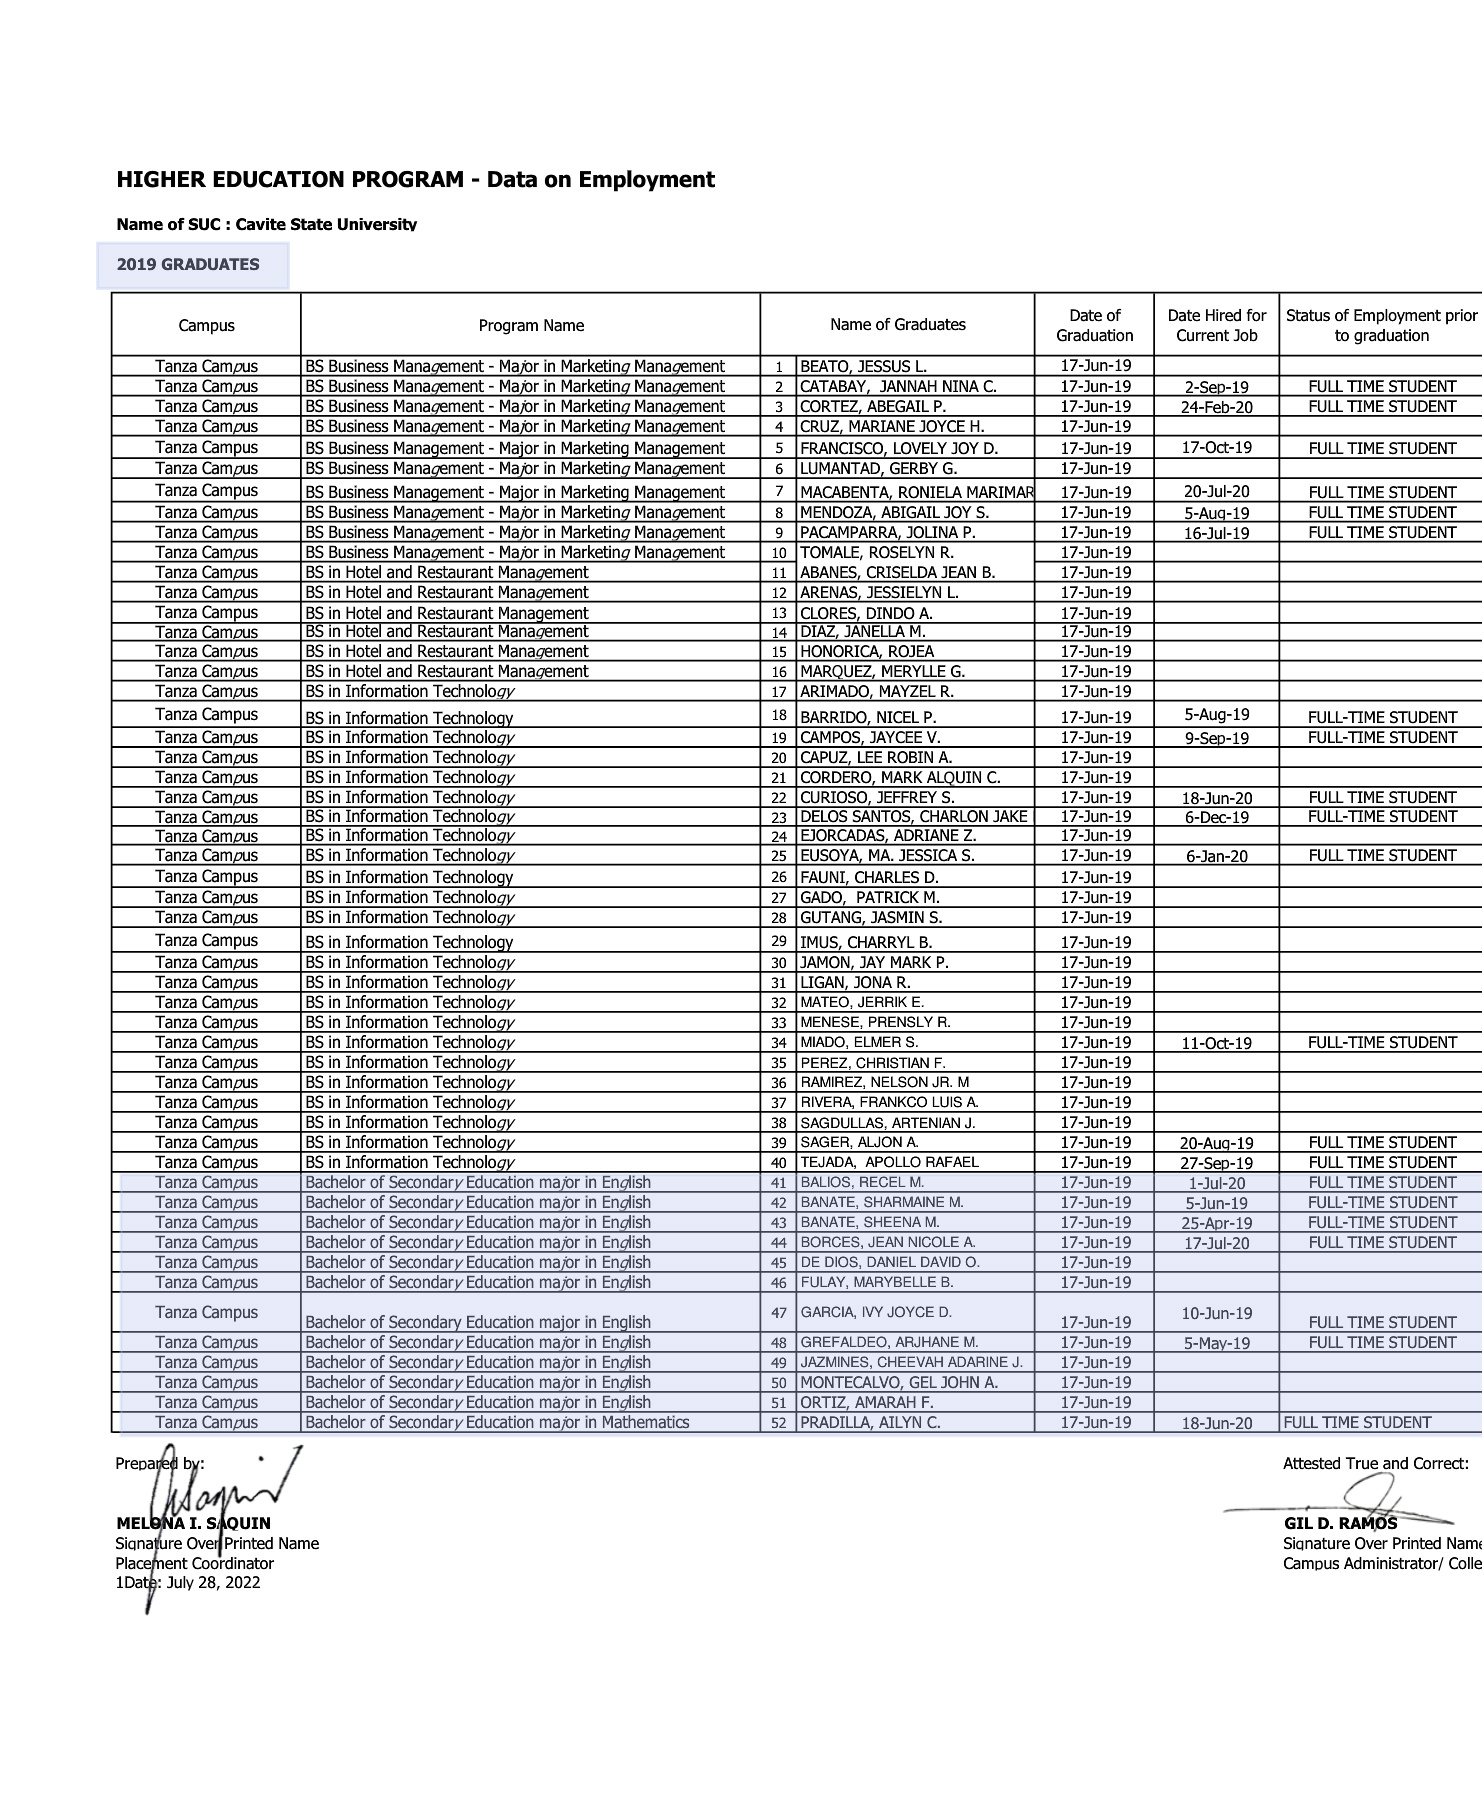 HIGHER EDUCATION PROGRAM - Data on Employment
Name of SUC : Cavite State University
2019 GRADUATES
Campus Program Name Name of Graduates Date of Graduation Date Hired for Current Job Status of Employment prior to graduation
Tanza Campus BS Business Management - Major in Marketing Management 1 BEATO, JESSUS L. 17-Jun-19
Tanza Campus BS Business Management - Major in Marketing Management 2 CATABAY, JANNAH NINA C. 17-Jun-19 2-Sep-19 FULL TIME STUDENT
Tanza Campus BS Business Management - Major in Marketing Management 3 CORTEZ, ABEGAIL P. 17-Jun-19 24-Feb-20 FULL TIME STUDENT
Tanza Campus BS Business Management - Major in Marketing Management 4 CRUZ, MARIANE JOYCE H. 17-Jun-19
Tanza Campus BS Business Management - Major in Marketing Management 5 FRANCISCO, LOVELY JOY D. 17-Jun-19 17-Oct-19 FULL TIME STUDENT
Tanza Campus BS Business Management - Major in Marketing Management 6 LUMANTAD, GERBY G. 17-Jun-19
Tanza Campus BS Business Management - Major in Marketing Management 7 MACABENTA, RONIELA MARIMAR 17-Jun-19 20-Jul-20 FULL TIME STUDENT
Tanza Campus BS Business Management - Major in Marketing Management 8 MENDOZA, ABIGAIL JOY S. 17-Jun-19 5-Aug-19 FULL TIME STUDENT
Tanza Campus BS Business Management - Major in Marketing Management 9 PACAMPARRA, JOLINA P. 17-Jun-19 16-Jul-19 FULL TIME STUDENT
Tanza Campus BS Business Management - Major in Marketing Management 10 TOMALE, ROSELYN R. 17-Jun-19
Tanza Campus BS in Hotel and Restaurant Management 11 ABANES, CRISELDA JEAN B. 17-Jun-19
Tanza Campus BS in Hotel and Restaurant Management 12 ARENAS, JESSIELYN L. 17-Jun-19
Tanza Campus BS in Hotel and Restaurant Management 13 CLORES, DINDO A. 17-Jun-19
Tanza Campus BS in Hotel and Restaurant Management 14 DIAZ, JANELLA M. 17-Jun-19
Tanza Campus BS in Hotel and Restaurant Management 15 HONORICA, ROJEA 17-Jun-19
Tanza Campus BS in Hotel and Restaurant Management 16 MARQUEZ, MERYLLE G. 17-Jun-19
Tanza Campus BS in Information Technology 17 ARIMADO, MAYZEL R. 17-Jun-19
Tanza Campus BS in Information Technology 18 BARRIDO, NICEL P. 17-Jun-19 5-Aug-19 FULL-TIME STUDENT
Tanza Campus BS in Information Technology 19 CAMPOS, JAYCEE V. 17-Jun-19 9-Sep-19 FULL-TIME STUDENT
Tanza Campus BS in Information Technology 20 CAPUZ, LEE ROBIN A. 17-Jun-19
Tanza Campus BS in Information Technology 21 CORDERO, MARK ALQUIN C. 17-Jun-19
Tanza Campus BS in Information Technology 22 CURIOSO, JEFFREY S. 17-Jun-19 18-Jun-20 FULL TIME STUDENT
Tanza Campus BS in Information Technology 23 DELOS SANTOS, CHARLON JAKE 17-Jun-19 6-Dec-19 FULL-TIME STUDENT
Tanza Campus BS in Information Technology 24 EJORCADAS, ADRIANE Z. 17-Jun-19
Tanza Campus BS in Information Technology 25 EUSOYA, MA. JESSICA S. 17-Jun-19 6-Jan-20 FULL TIME STUDENT
Tanza Campus BS in Information Technology 26 FAUNI, CHARLES D. 17-Jun-19
Tanza Campus BS in Information Technology 27 GADO, PATRICK M. 17-Jun-19
Tanza Campus BS in Information Technology 28 GUTANG, JASMIN S. 17-Jun-19
Tanza Campus BS in Information Technology 29 IMUS, CHARRYL B. 17-Jun-19
Tanza Campus BS in Information Technology 30 JAMON, JAY MARK P. 17-Jun-19
Tanza Campus BS in Information Technology 31 LIGAN, JONA R. 17-Jun-19
Tanza Campus BS in Information Technology 32 MATEO, JERRIK E. 17-Jun-19
Tanza Campus BS in Information Technology 33 MENESE, PRENSLY R. 17-Jun-19
Tanza Campus BS in Information Technology 34 MIADO, ELMER S. 17-Jun-19 11-Oct-19 FULL-TIME STUDENT
Tanza Campus BS in Information Technology 35 PEREZ, CHRISTIAN F. 17-Jun-19
Tanza Campus BS in Information Technology 36 RAMIREZ, NELSON JR. M 17-Jun-19
Tanza Campus BS in Information Technology 37 RIVERA, FRANKCO LUIS A. 17-Jun-19
Tanza Campus BS in Information Technology 38 SAGDULLAS, ARTENIAN J. 17-Jun-19
Tanza Campus BS in Information Technology 39 SAGER, ALJON A. 17-Jun-19 20-Aug-19 FULL TIME STUDENT
Tanza Campus BS in Information Technology 40 TEJADA, APOLLO RAFAEL 17-Jun-19 27-Sep-19 FULL TIME STUDENT
Tanza Campus Bachelor of Secondary Education major in English 41 BALIOS, RECEL M. 17-Jun-19 1-Jul-20 FULL TIME STUDENT
Tanza Campus Bachelor of Secondary Education major in English 42 BANATE, SHARMAINE M. 17-Jun-19 5-Jun-19 FULL-TIME STUDENT
Tanza Campus Bachelor of Secondary Education major in English 43 BANATE, SHEENA M. 17-Jun-19 25-Apr-19 FULL-TIME STUDENT
Tanza Campus Bachelor of Secondary Education major in English 44 BORCES, JEAN NICOLE A. 17-Jun-19 17-Jul-20 FULL TIME STUDENT
Tanza Campus Bachelor of Secondary Education major in English 45 DE DIOS, DANIEL DAVID O. 17-Jun-19
Tanza Campus Bachelor of Secondary Education major in English 46 FULAY, MARYBELLE B. 17-Jun-19
Tanza Campus Bachelor of Secondary Education major in English 47 GARCIA, IVY JOYCE D. 17-Jun-19 10-Jun-19 FULL TIME STUDENT
Tanza Campus Bachelor of Secondary Education major in English 48 GREFALDEO, ARJHANE M. 17-Jun-19 5-May-19 FULL TIME STUDENT
Tanza Campus Bachelor of Secondary Education major in English 49 JAZMINES, CHEEVAH ADARINE J. 17-Jun-19
Tanza Campus Bachelor of Secondary Education major in English 50 MONTECALVO, GEL JOHN A. 17-Jun-19
Tanza Campus Bachelor of Secondary Education major in English 51 ORTIZ, AMARAH F. 17-Jun-19
Tanza Campus Bachelor of Secondary Education major in Mathematics 52 PRADILLA, AILYN C. 17-Jun-19 18-Jun-20 FULL TIME STUDENT
Prepared by: Attested True and Correct:
MELONA I. SAQUIN GIL D. RAMOS
Signature Over Printed Name Signature Over Printed Name
Placement Coordinator Campus Administrator/ Colle
1Date: July 28, 2022